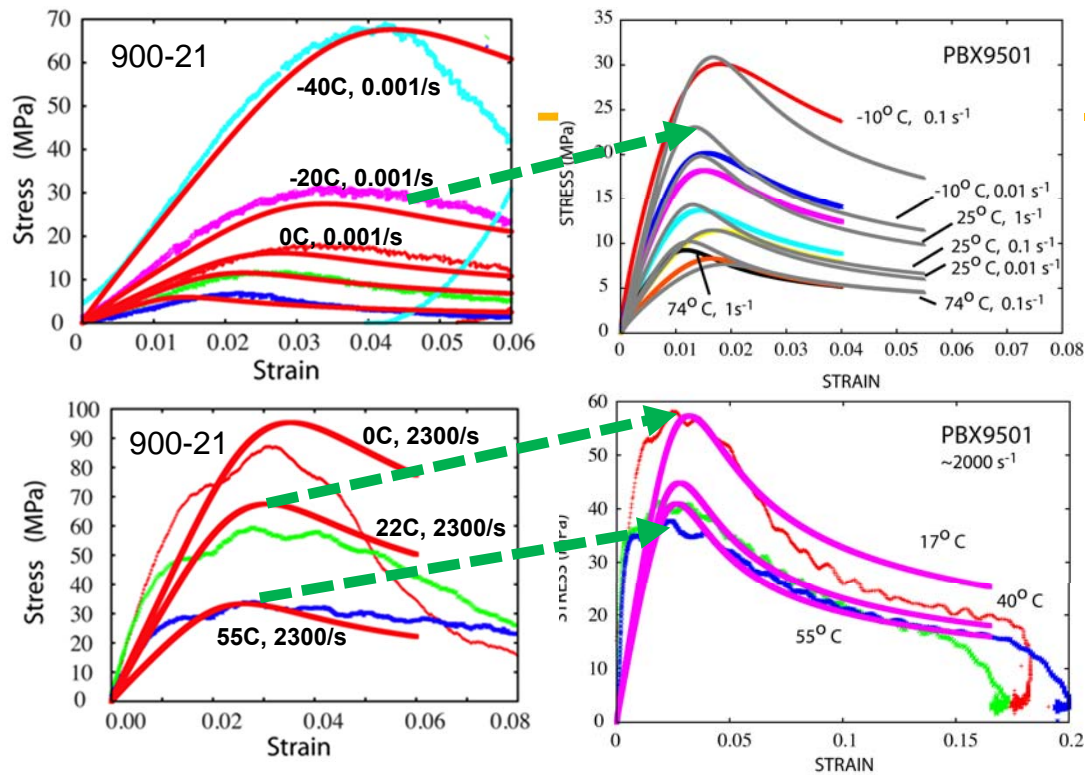 70
60
50
40
30
20
10
0
Stress (MPa)
900-21
-40C, 0.001/s
-20C, 0.001/s
0C, 0.001/s
0 0.01 0.02 0.03 0.04 0.05 0.06
Strain
35
30
25
20
15
10
5
0
STRESS (MPa)
PBX9501
-10° C, 0.1 s⁻¹
-10° C, 0.01 s⁻¹
25° C, 1s⁻¹
25° C, 0.1 s⁻¹
25° C, 0.01 s⁻¹
74° C, 1s⁻¹
74° C, 0.1s⁻¹
0 0.01 0.02 0.03 0.04 0.05 0.06 0.07 0.08
STRAIN
100
90
80
70
60
50
40
30
20
10
0
Stress (MPa)
900-21
0C, 2300/s
22C, 2300/s
55C, 2300/s
0.00 0.02 0.04 0.06 0.08
Strain
60
50
40
30
20
10
0
STRESS
PBX9501
~2000 s⁻¹
17° C
40° C
55° C
0 0.05 0.1 0.15 0.2
STRAIN